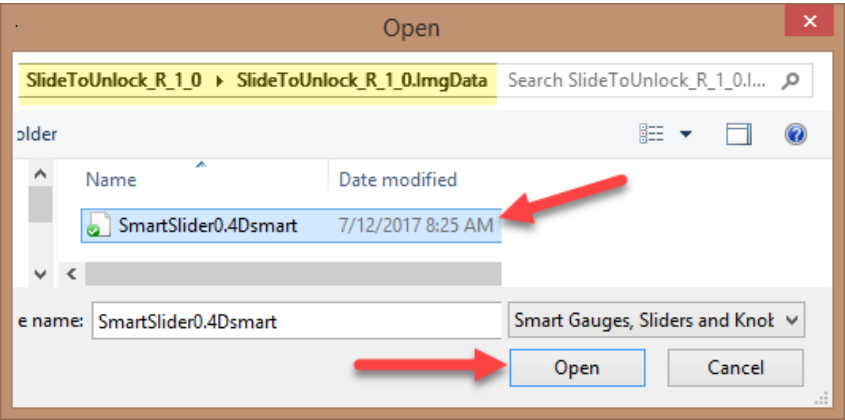 Open
SlideToUnlock_R_1_0 SlideToUnlock_R_1_0.ImgData Search SlideToUnlock_R_1_0.I...
older
Name Date modified
SmartSlider0.4Dsmart 7/12/2017 8:25 AM
e name: SmartSlider0.4Dsmart Smart Gauges, Sliders and Knob
Open Cancel